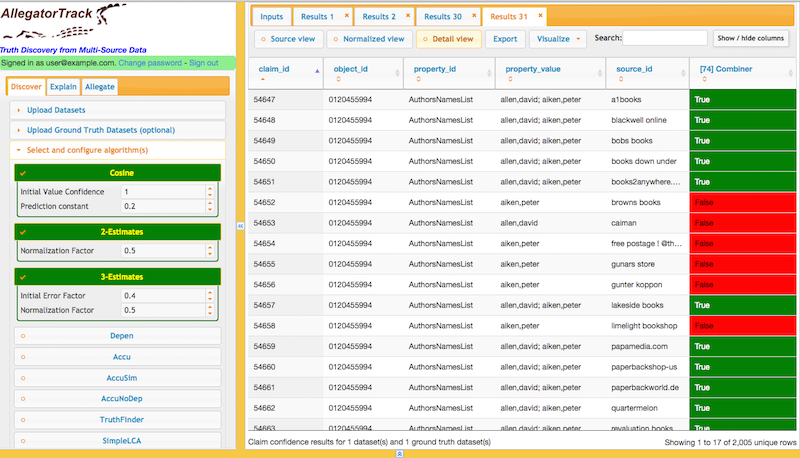 AllegatorTrack
Truth Discovery from Multi-Source Data
Signed in as user@example.com. Change password - Sign out
Discover Explain Allegate
Upload Datasets
Upload Ground Truth Datasets (optional)
Select and configure algorithm(s)
Cosine
Initial Value Confidence 1
Prediction constant 0.2
2-Estimates
Normalization Factor 0.5
3-Estimates
Initial Error Factor 0.4
Normalization Factor 0.5
Depen
Accu
AccuSim
AccuNoDep
TruthFinder
SimpleLCA
Inputs Results 1 Results 2 Results 30 Results 31
Source view Normalized view Detail view Export Visualize Search: Show / hide columns
claim_id object_id property_id property_value source_id [74] Combiner
54647 0120455994 AuthorsNamesList allen,david; aiken,peter a1books True
54648 0120455994 AuthorsNamesList allen,david; aiken,peter blackwell online True
54649 0120455994 AuthorsNamesList allen,david; aiken,peter bobs books True
54650 0120455994 AuthorsNamesList allen,david; aiken,peter books down under True
54651 0120455994 AuthorsNamesList allen,david; aiken,peter books2anywhere.... True
54652 0120455994 AuthorsNamesList aiken,peter browns books False
54653 0120455994 AuthorsNamesList allen,david caiman False
54654 0120455994 AuthorsNamesList aiken,peter free postage ! @th... False
54655 0120455994 AuthorsNamesList aiken,peter gunars store False
54656 0120455994 AuthorsNamesList aiken,peter gunter koppon False
54657 0120455994 AuthorsNamesList allen,david; aiken,peter lakeside books True
54658 0120455994 AuthorsNamesList aiken,peter limelight bookshop False
54659 0120455994 AuthorsNamesList allen,david; aiken,peter papamedia.com True
54660 0120455994 AuthorsNamesList allen,david; aiken,peter paperbackshop-us True
54661 0120455994 AuthorsNamesList allen,david; aiken,peter paperbackworld.de True
54662 0120455994 AuthorsNamesList allen,david; aiken,peter quartermelon True
54663 0120455994 AuthorsNamesList allen,david; aiken,peter revaluation books True
Claim confidence results for 1 dataset(s) and 1 ground truth dataset(s) Showing 1 to 17 of 2,005 unique rows